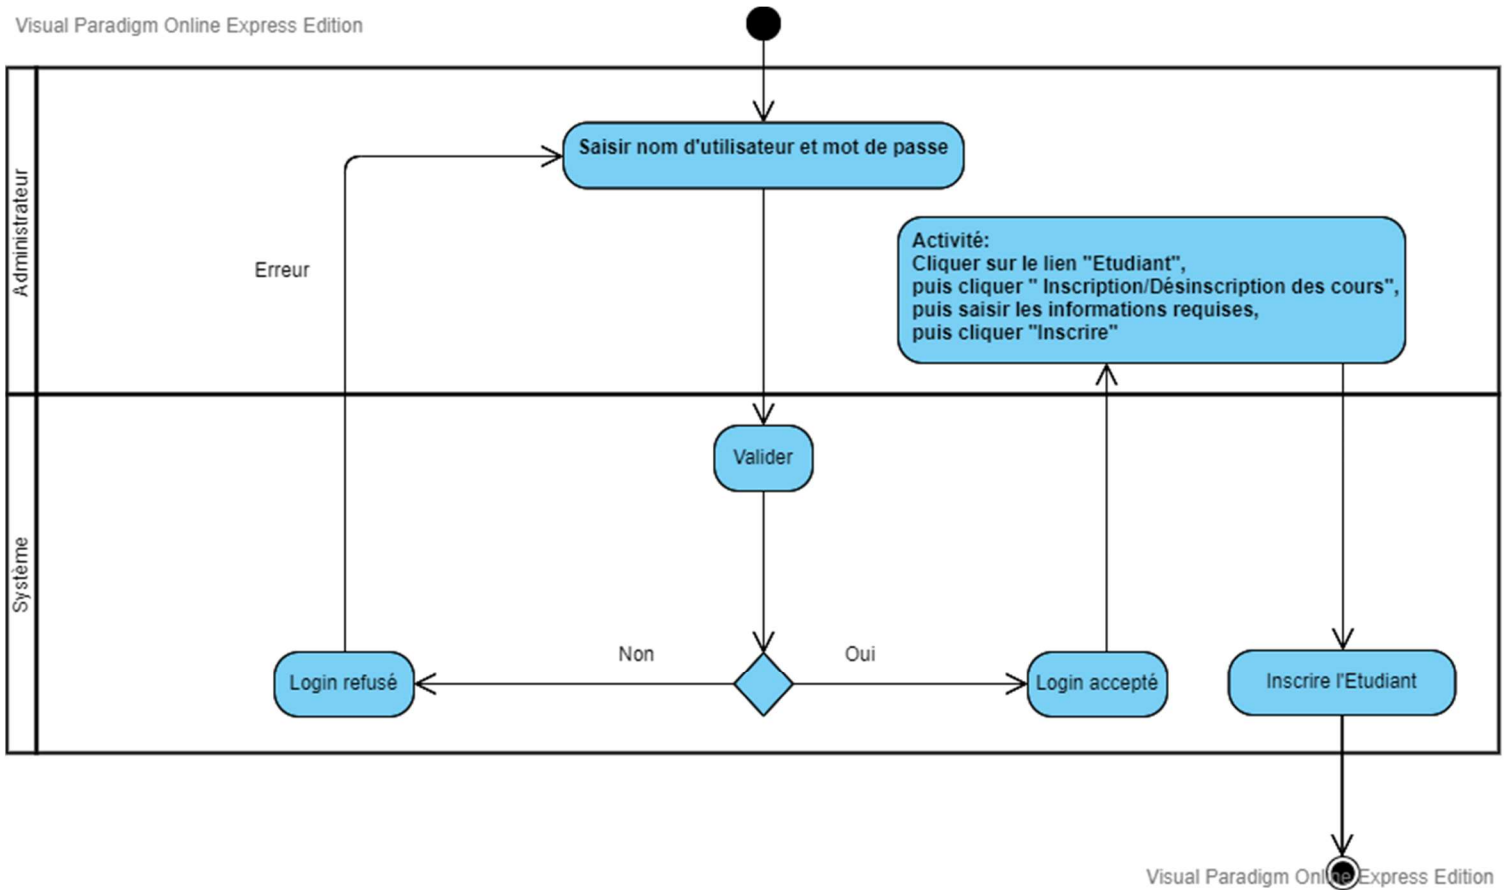 Visual Paradigm Online Express Edition
Administrateur
Saisir nom d'utilisateur et mot de passe
Erreur
Activité:
Cliquer sur le lien "Etudiant",
puis cliquer " Inscription/Désinscription des cours",
puis saisir les informations requises,
puis cliquer "Inscrire"
Système
Valider
Non
Oui
Login refusé
Login accepté
Inscrire l'Etudiant
Visual Paradigm Online Express Edition